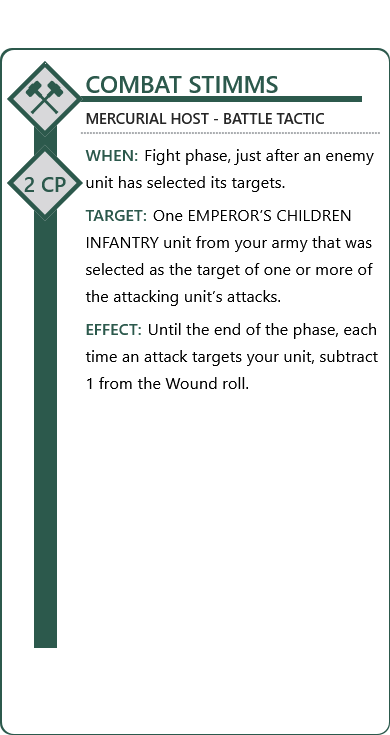 COMBAT STIMMS
MERCURIAL HOST - BATTLE TACTIC
2 CP
WHEN: Fight phase, just after an enemy
unit has selected its targets.
TARGET: One EMPEROR'S CHILDREN
INFANTRY unit from your army that was
selected as the target of one or more of
the attacking unit's attacks.
EFFECT: Until the end of the phase, each
time an attack targets your unit, subtract
1 from the Wound roll.